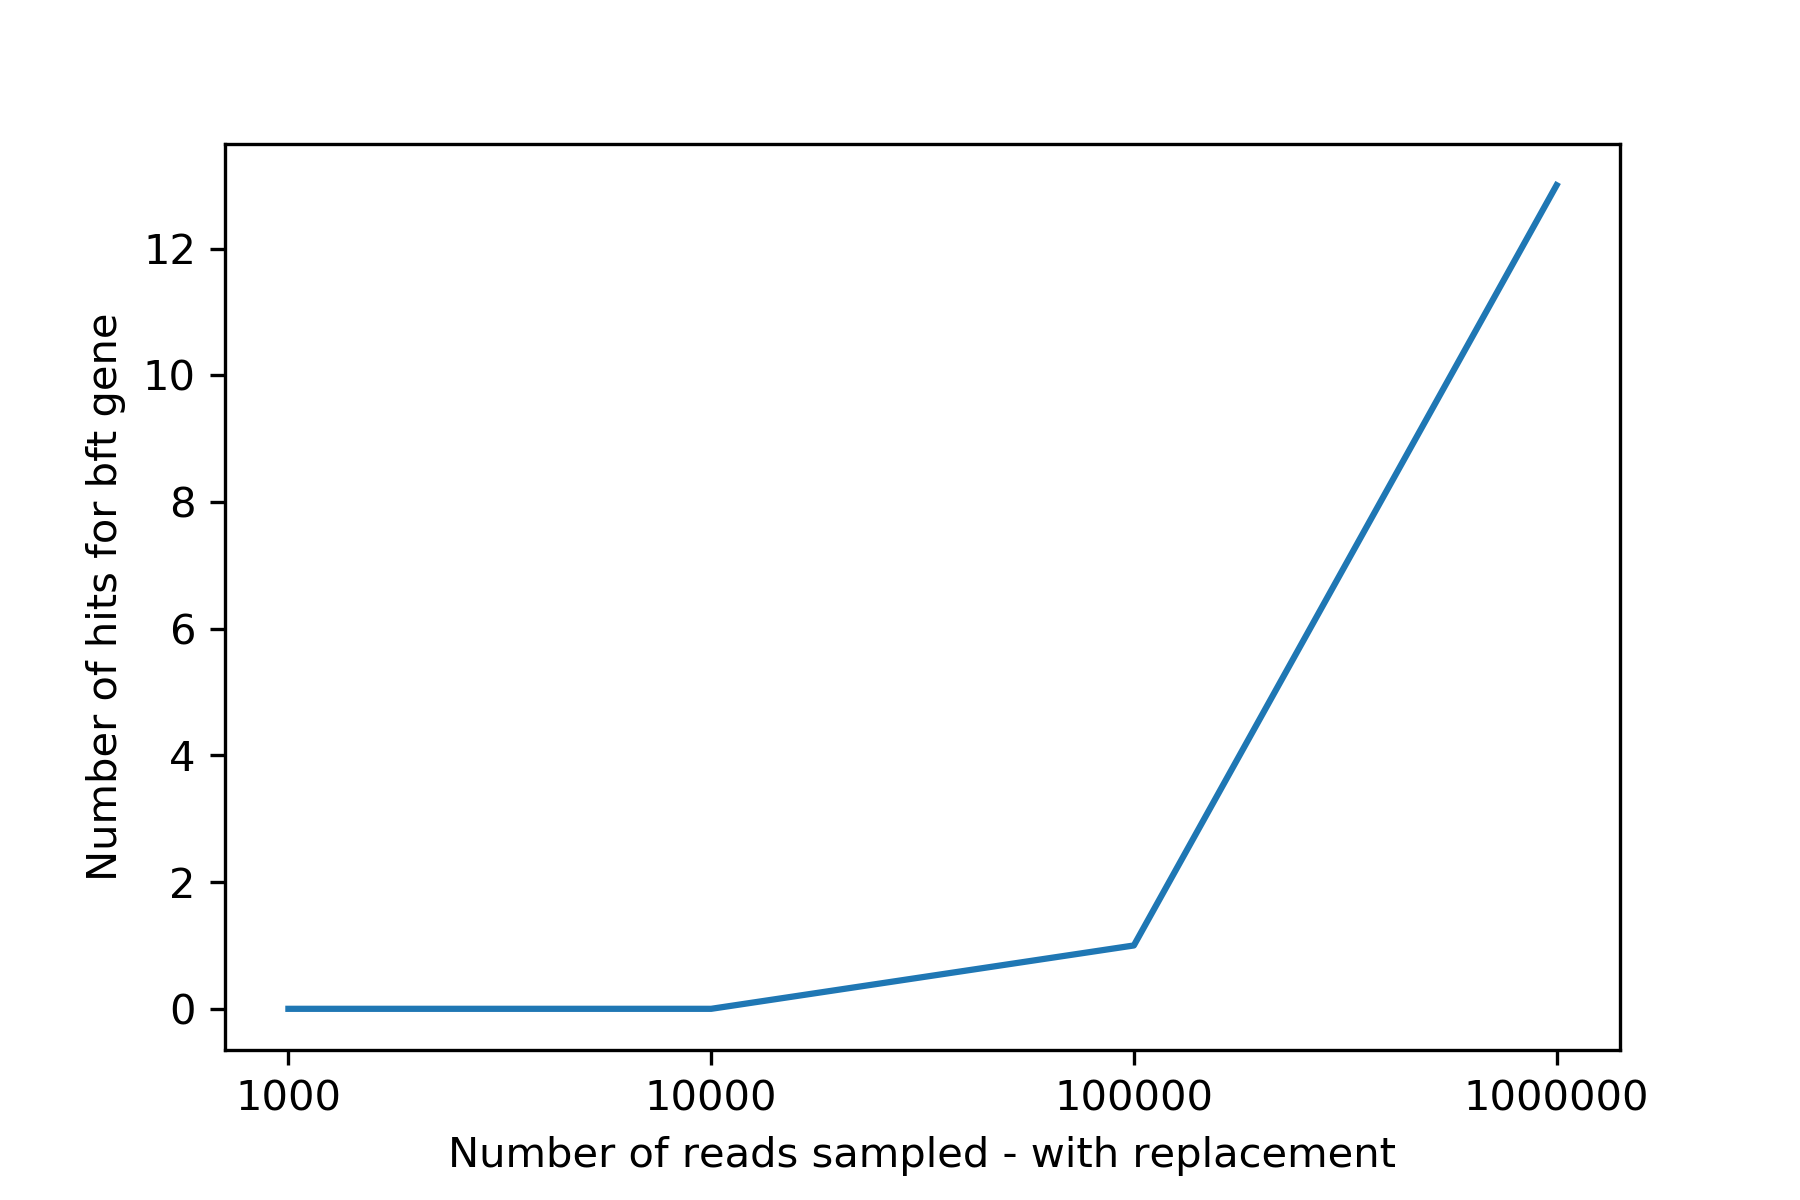 Number of hits for bft gene
12
10
8
6
4
2
0
1000 10000 100000 1000000
Number of reads sampled - with replacement